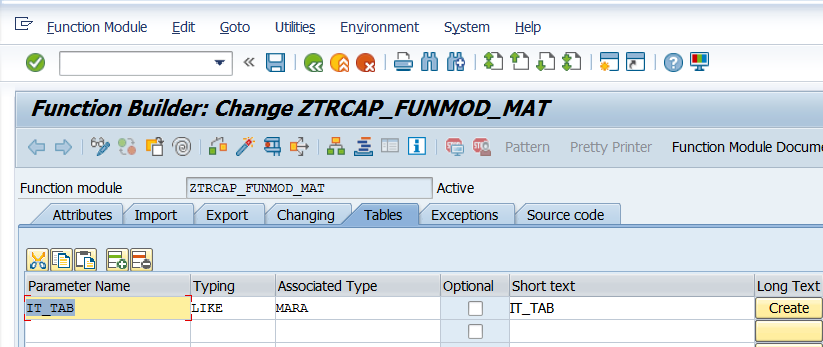 Function Module Edit Goto Utilities Environment System Help
Function Builder: Change ZTRCAP_FUNMOD_MAT
Pattern Pretty Printer Function Module Docum
Function module ZTRCAP_FUNMOD_MAT Active
Attributes Import Export Changing Tables Exceptions Source code
Parameter Name Typing Associated Type Optional Short text Long Text
IT_TAB LIKE MARA IT_TAB Create